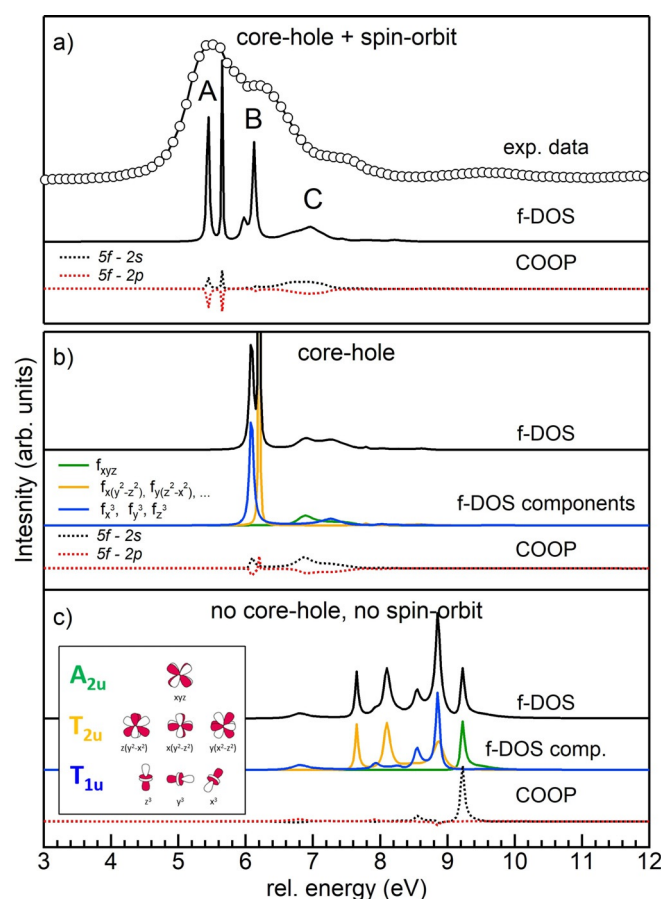 a)
core-hole + spin-orbit
A
B
exp. data
C
f-DOS
5f - 2s
5f - 2p
COOP
b)
core-hole
f-DOS
f_xyz
f_x(y²-z²), f_y(z²-x²), ...
f_x³, f_y³, f_z³
f-DOS components
5f - 2s
5f - 2p
COOP
c)
no core-hole, no spin-orbit
A2u
xyz
f-DOS
T2u
z(y²-x²) x(y²-z²) y(x²-z²)
f-DOS comp.
T1u
z³ y³ x³
COOP
3 4 5 6 7 8 9 10 11 12
rel. energy (eV)
Intesnity (arb. units)